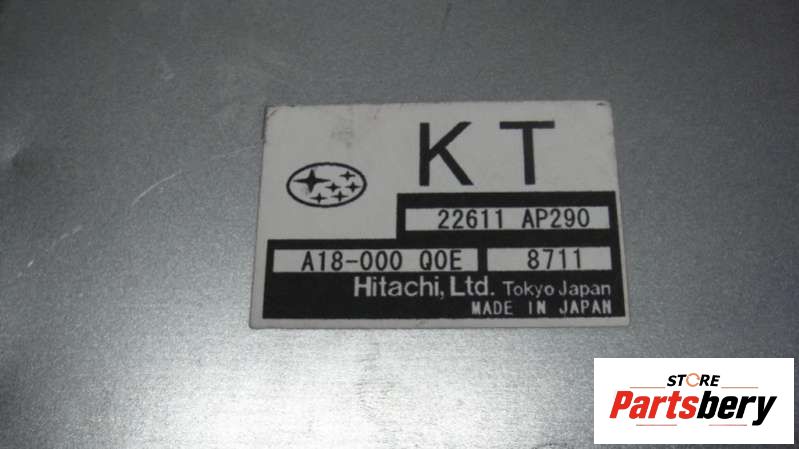 KT
22611 AP290
A18-000 Q0E 8711
Hitachi, Ltd. Tokyo Japan
MADE IN JAPAN
STORE
Partsbery